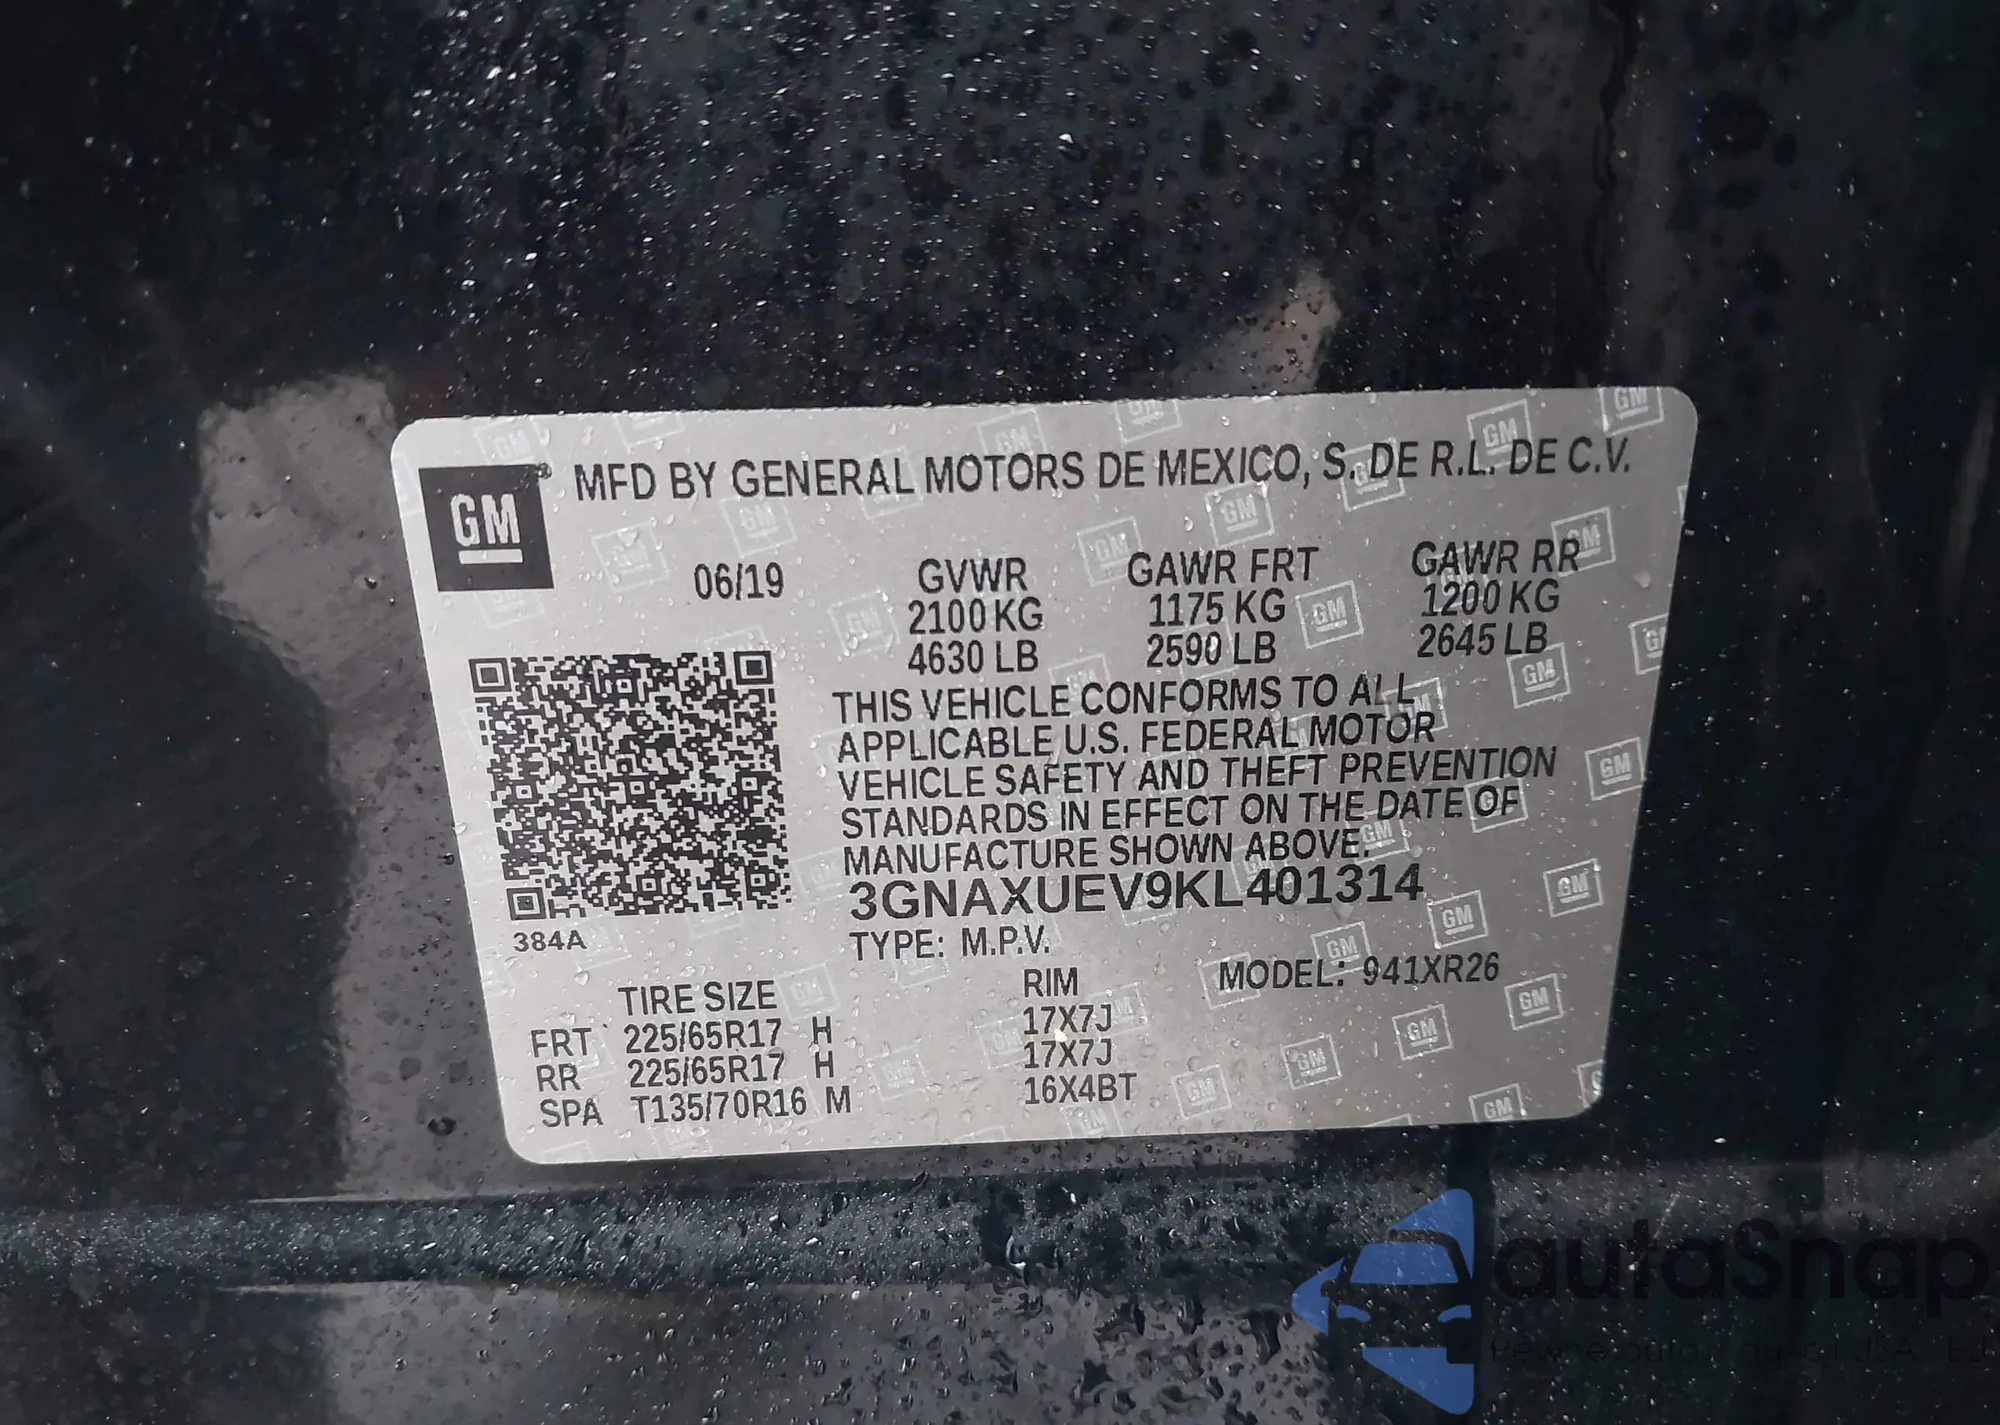 GM® MFD BY GENERAL MOTORS DE MEXICO, S. DE R.L. DE C.V.
06/19 GVWR GAWR FRT GAWR RR
2100 KG 1175 KG 1200 KG
4630 LB 2590 LB 2645 LB
THIS VEHICLE CONFORMS TO ALL
APPLICABLE U.S. FEDERAL MOTOR
VEHICLE SAFETY AND THEFT PREVENTION
STANDARDS IN EFFECT ON THE DATE OF
MANUFACTURE SHOWN ABOVE.
3GNAXUEV9KL401314
384A
TYPE: M.P.V.
MODEL: 941XR26
TIRE SIZE RIM
FRT 225/65R17 H 17X7J
RR 225/65R17 H 17X7J
SPA T135/70R16 M 16X4BT
autaSnap